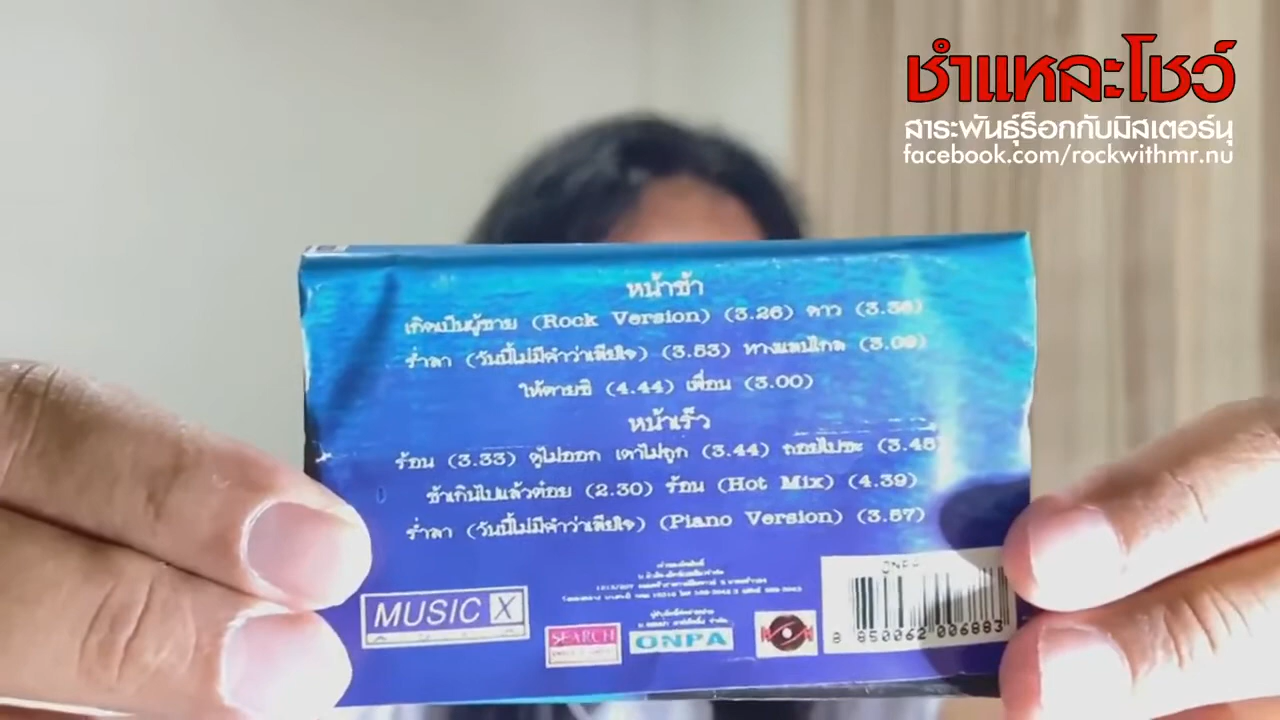 ชำแหละโชว์
สาระพันธุ์ร็อกกับมิสเตอร์นุ
facebook.com/rockwithmr.nu
หน้าช้า
เกิดเป็นผู้ชาย (Rock Version) (3.26) ดาว (3.36)
ร่ำลา (วันนี้ไม่มีคำว่าเสียใจ) (3.53) ทางแสนไกล (3.09)
ให้ตายซิ (4.44) เพื่อน (3.00)
หน้าเร็ว
ร้อน (3.33) ดูไม่ออก เดาไม่ถูก (3.44) ถอยไปซะ (3.45)
ช้าเกินไปแล้วต๋อย (2.30) ร้อน (Hot Mix) (4.39)
ร่ำลา (วันนี้ไม่มีคำว่าเสียใจ) (Piano Version) (3.57)
MUSIC X
SEARCH
ONPA
ONPA
8 850062 006883